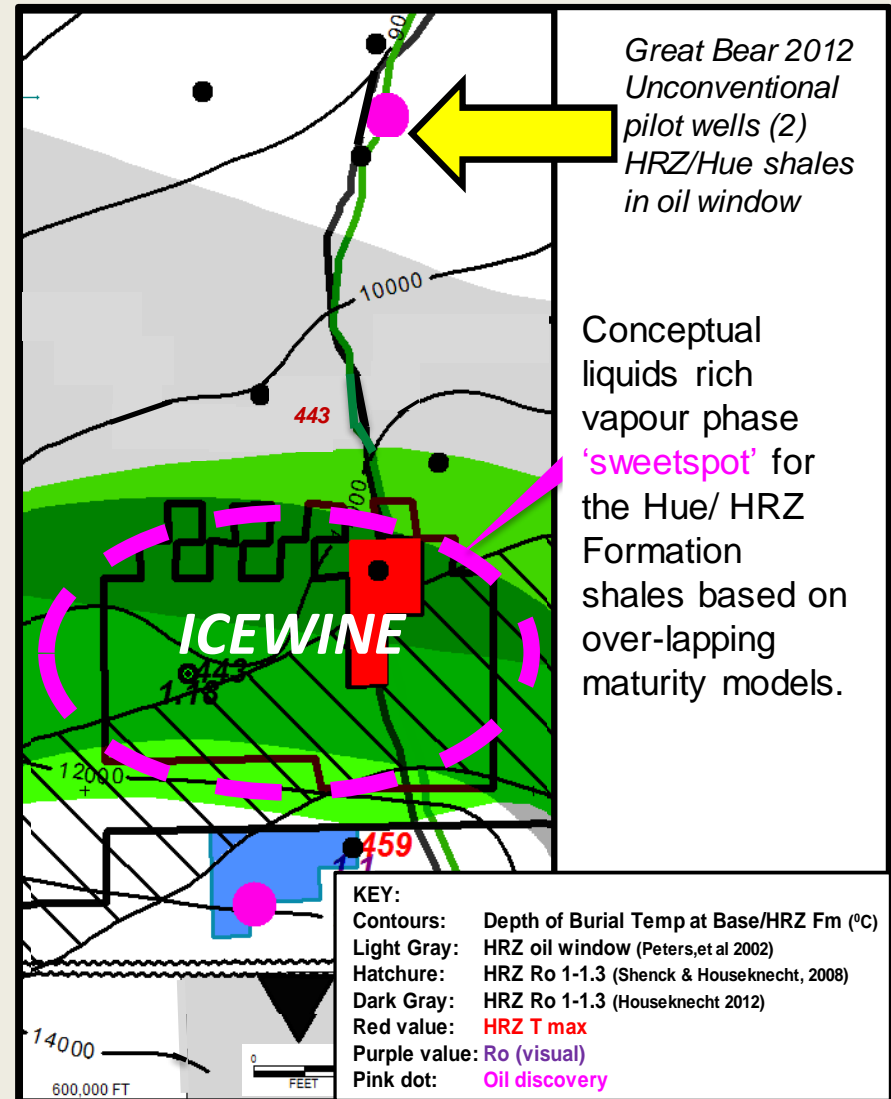 Great Bear 2012
Unconventional
pilot wells (2)
HRZ/Hue shales
in oil window
90
10000
443
Conceptual
liquids rich
vapour phase
‘sweetspot’ for
the Hue/ HRZ
Formation
shales based on
over-lapping
maturity models.
ICEWINE
443
1.18
12000
459
KEY:
Contours: Depth of Burial Temp at Base/HRZ Fm (⁰C)
Light Gray: HRZ oil window (Peters,et al 2002)
Hatchure: HRZ Ro 1-1.3 (Shenck & Houseknecht, 2008)
Dark Gray: HRZ Ro 1-1.3 (Houseknecht 2012)
Red value: HRZ T max
Purple value: Ro (visual)
Pink dot: Oil discovery
14000
0
FEET
600,000 FT